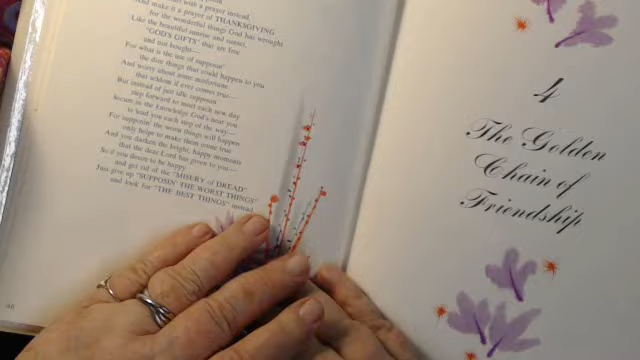 with a prayer instead.
And make it a prayer of THANKSGIVING
for the wonderful things God has wrought
Like the beautiful sunrise and sunset,
"GOD'S GIFTS" that are free
and not bought—
For what is the use of supposin'
the dire things that could happen to you
And worry about some misfortune
that seldom if ever comes true—
But instead of just idle supposin'
step forward to meet each new day
Secure in the knowledge God's near you
to lead you each step of the way—
For supposin' the worst things will happen
only helps to make them come true
And you darken the bright, happy moments
that the dear Lord has given to you—
So if you desire to be happy
and get rid of the "MISERY of DREAD"
Just give up "SUPPOSIN' THE WORST THINGS"
and look for "THE BEST THINGS" instead.
4
The Golden
Chain of
Friendship